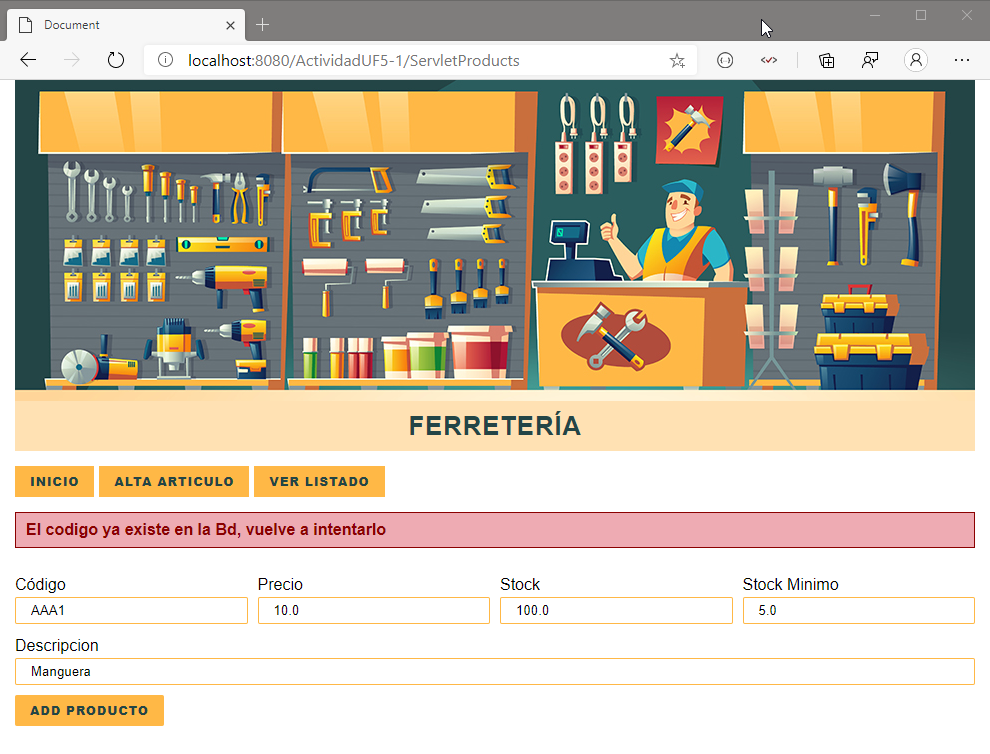 Document
localhost:8080/ActividadUF5-1/ServletProducts
FERRETERÍA
INICIO ALTA ARTICULO VER LISTADO
El codigo ya existe en la Bd, vuelve a intentarlo
Código Precio Stock Stock Minimo
AAA1 10.0 100.0 5.0
Descripcion
Manguera
ADD PRODUCTO